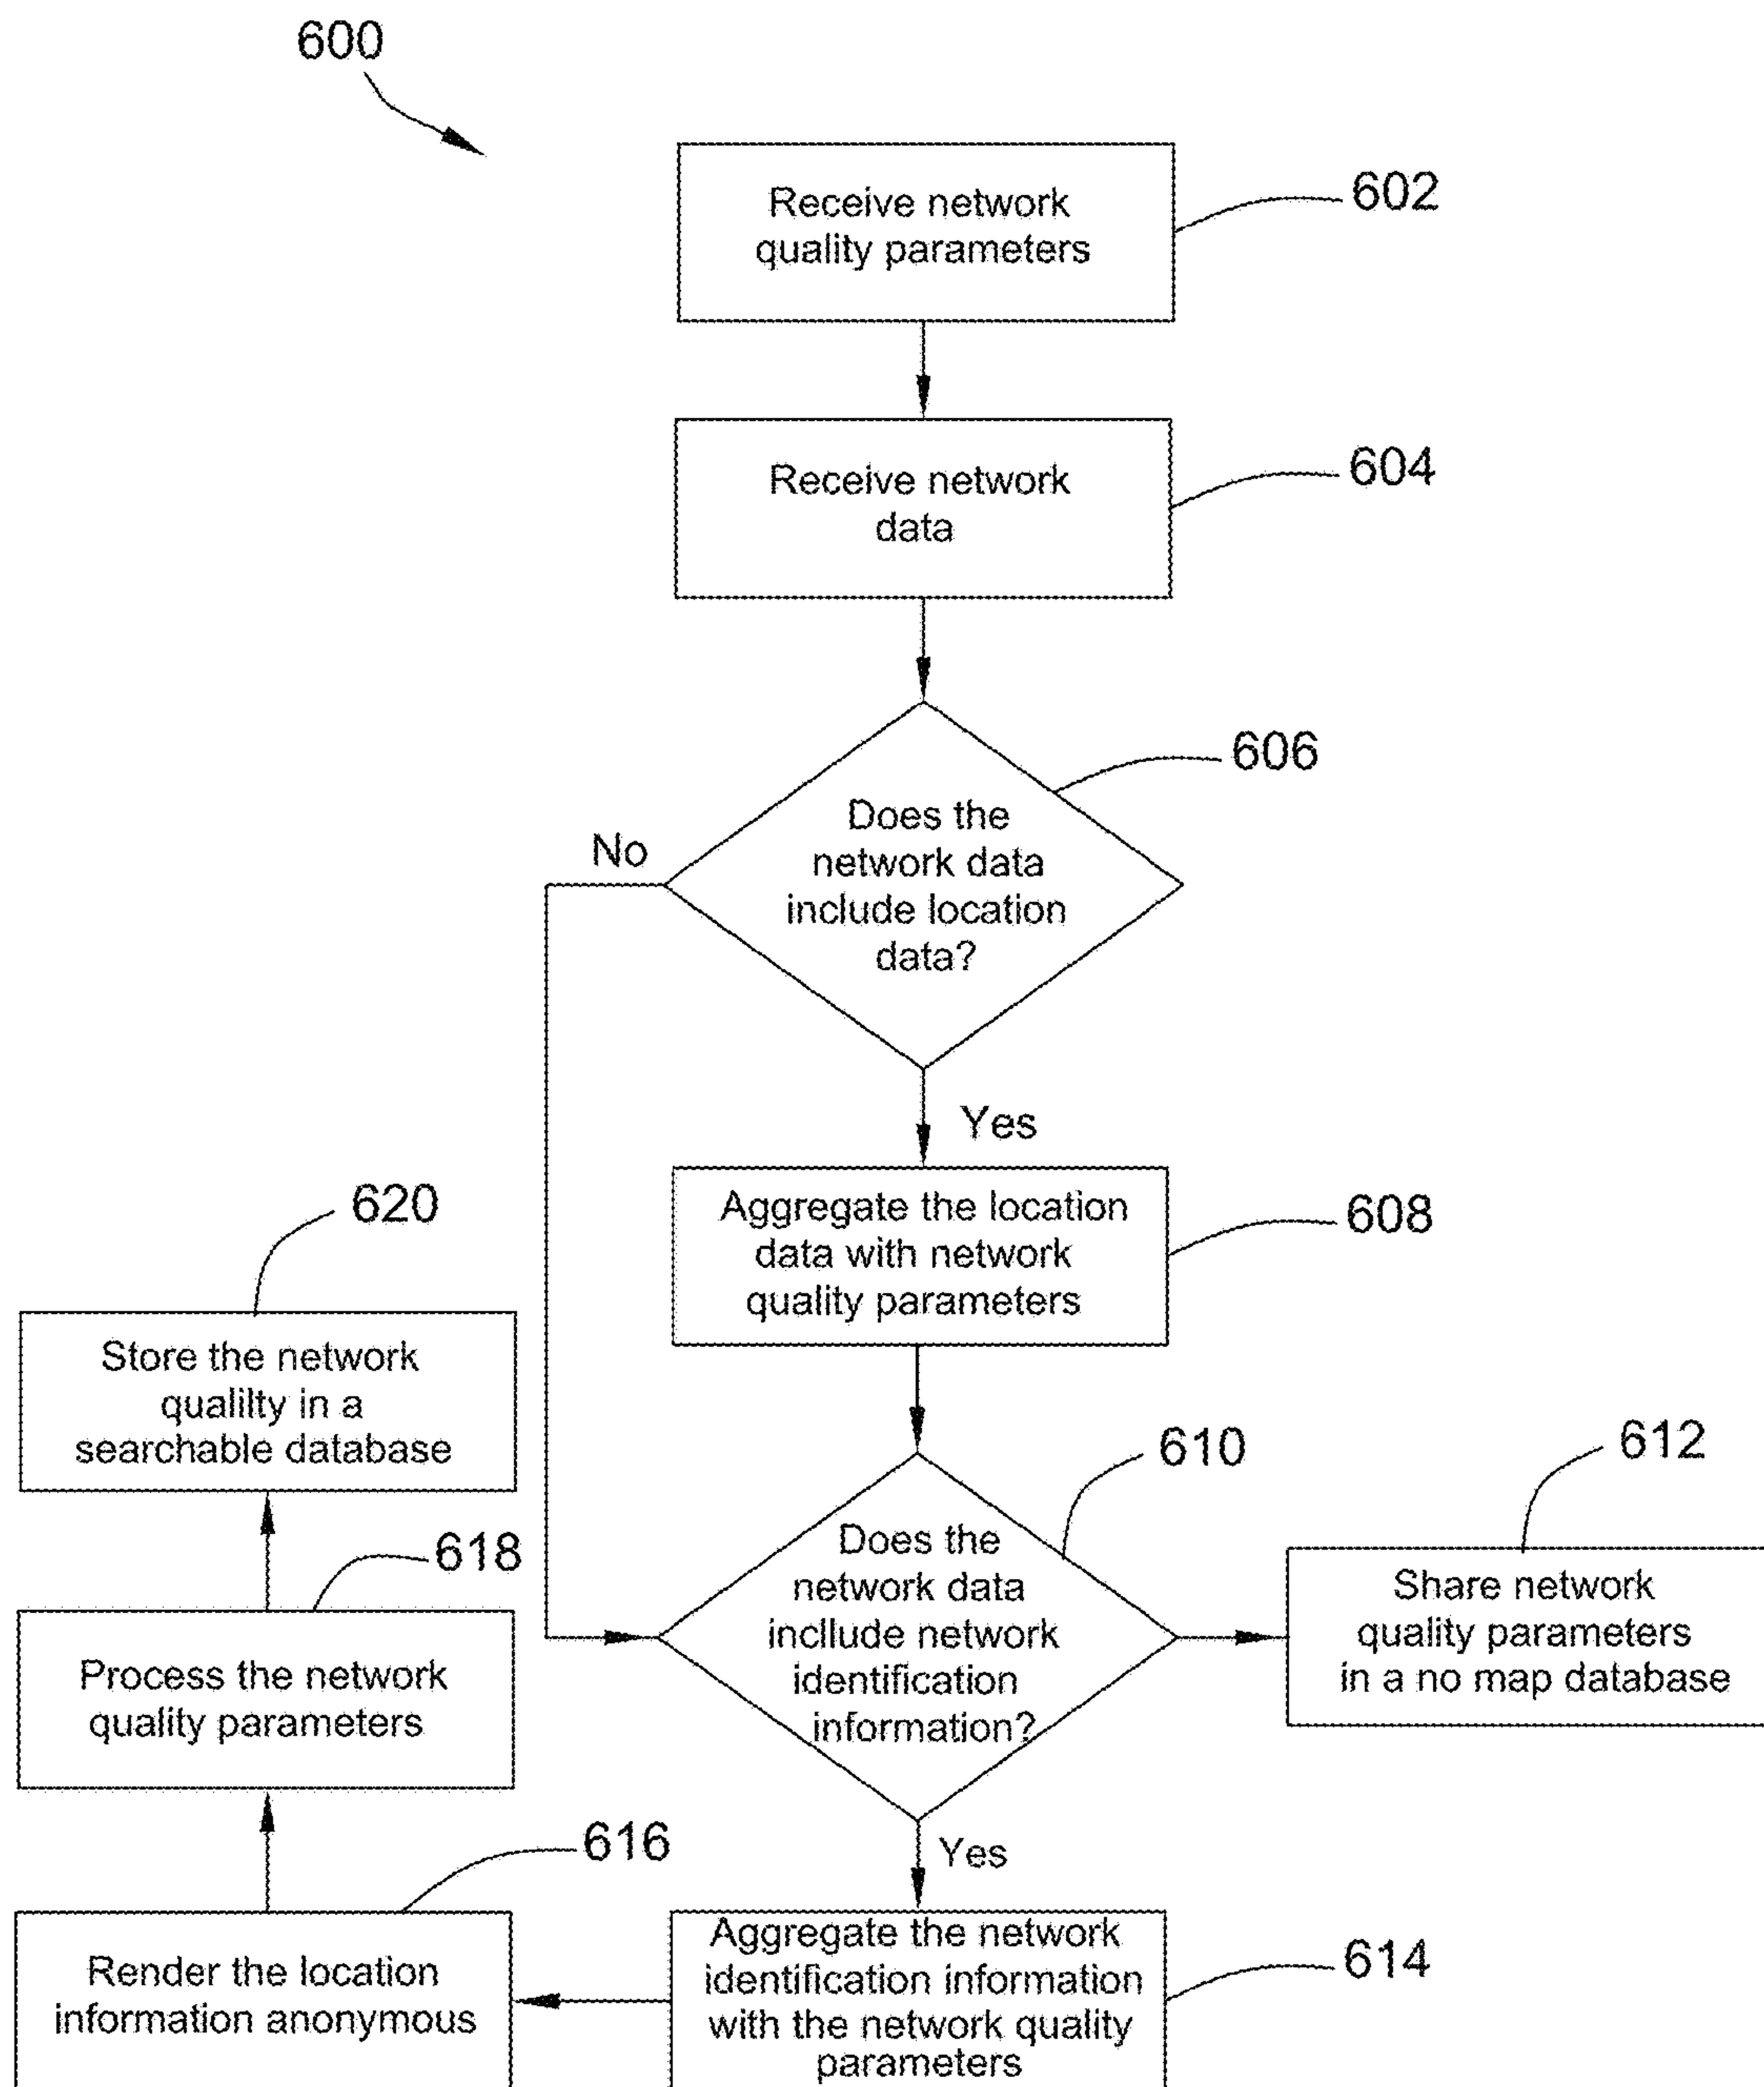 600
Receive network
quality parameters
602
Receive network
data
604
606
Does the
network data
include location
data?
No
Yes
Aggregate the location
data with network
quality parameters
608
620
Store the network
qualilty in a
searchable database
610
612
Does the
network data
incllude network
identification
information?
Share network
quality parameters
in a no map database
618
Process the network
quality parameters
Yes
616
Render the location
information anonymous
Aggregate the network
identification information
with the network quality
parameters
614